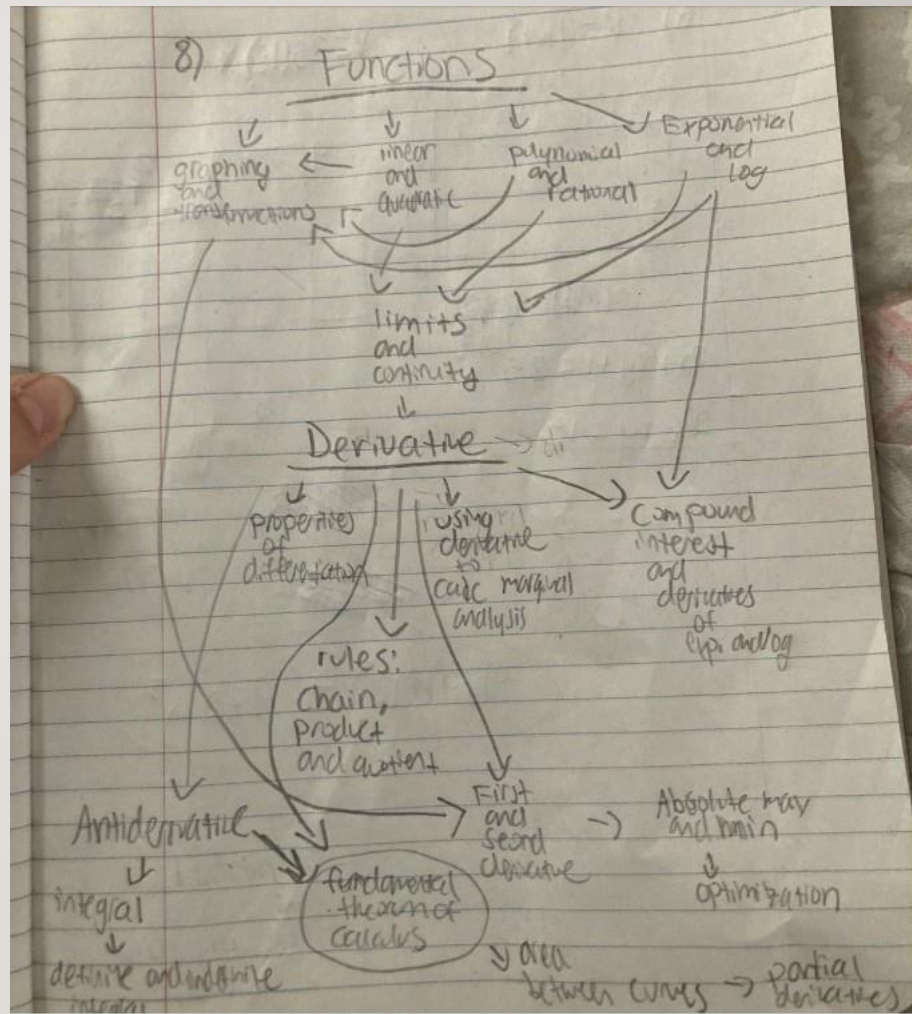 8)
Functions
graphing
and
linear
and
quadratic
polynomial
and
rational
Exponential
and
log
limits
and
continuity
Derivative
properties
of
using
derivative
to
calc marginal
analysis
Compound
interest
and
derivatives
of
exp. and log
rules:
Chain,
product
and quotient
Antiderivative
integral
definite and indefinite
integral
fundamental
theorem of
calculus
First
and
second
derivative
Absolute max
and min
optimization
area
between curves
partial
derivatives